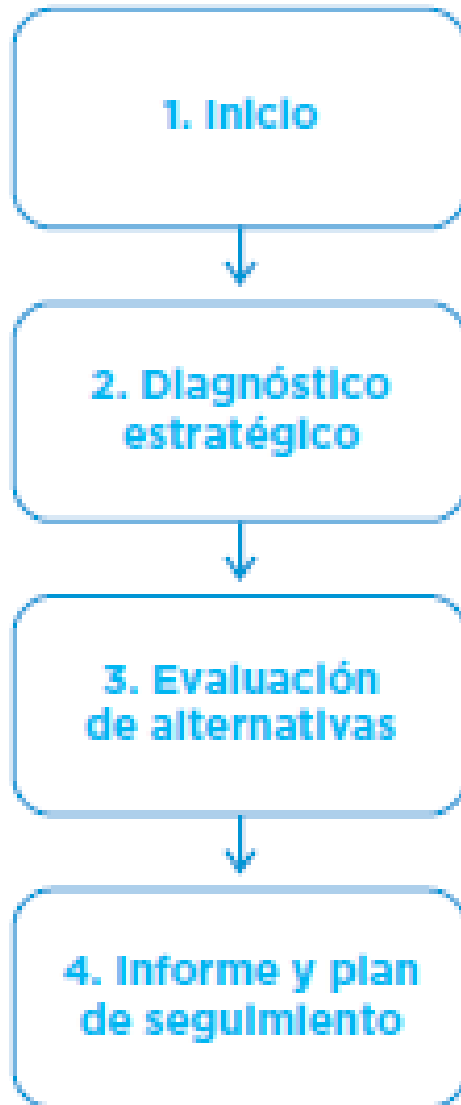 1. Inicio
2. Diagnóstico
estratégico
3. Evaluación
de alternativas
4. Informe y plan
de seguimiento